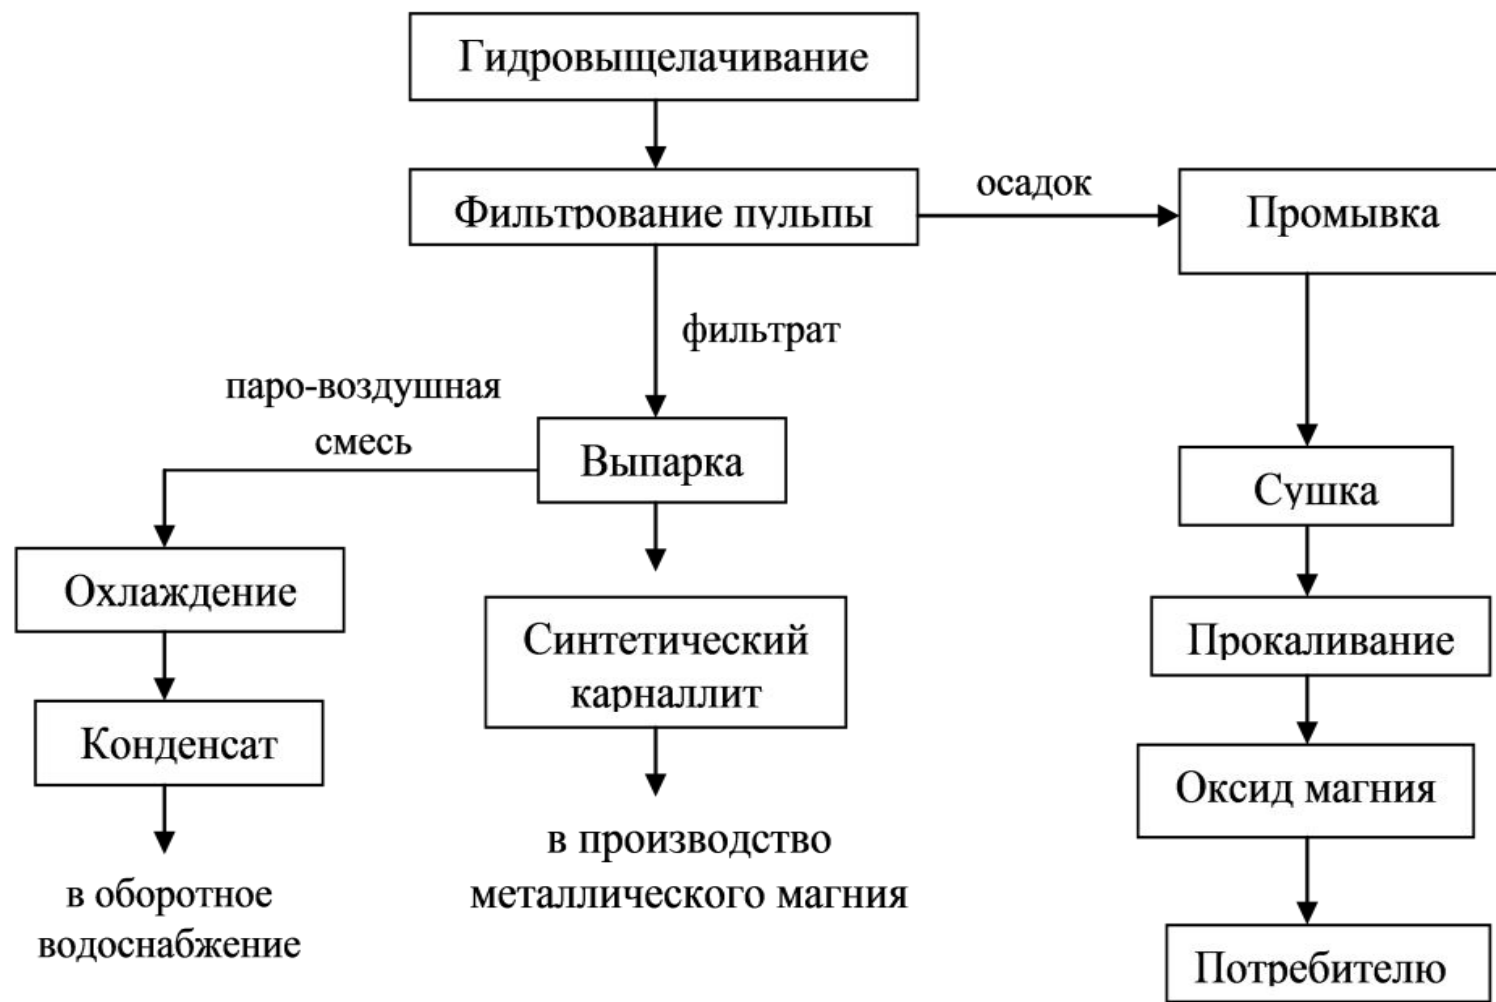 Гидровыщелачивание
Фильтрование пульпы
осадок
Промывка
фильтрат
паро-воздушная
смесь
Выпарка
Сушка
Охлаждение
Синтетический
карналлит
Прокаливание
Конденсат
Оксид магния
в производство
металлического магния
в оборотное
водоснабжение
Потребителю